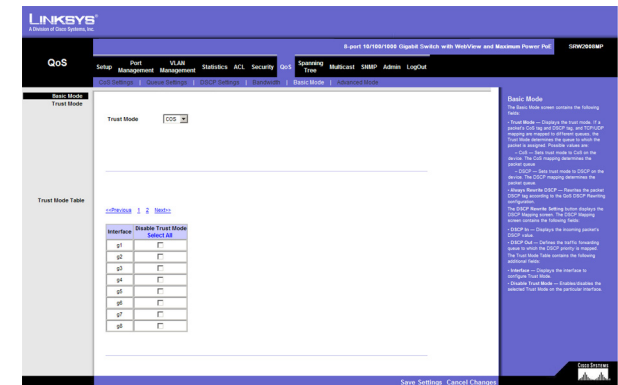 LINKSYS®
A Division of Cisco Systems, Inc.
8-port 10/100/1000 Gigabit Switch with WebView and Maximum Power PoE
SRW2008MP
QoS
Setup
Port Management
VLAN Management
Statistics
ACL
Security
QoS
Spanning Tree
Multicast
SNMP
Admin
LogOut
CoS Settings | Queue Settings | DSCP Settings | Bandwidth | Basic Mode | Advanced Mode
Basic Mode
Trust Mode
Trust Mode
COS
Trust Mode Table
<<Previous 1 2 Next>>
Interface
Disable Trust Mode
Select All
g1
g2
g3
g4
g5
g6
g7
g8
Basic Mode
The Basic Mode screen contains the following
fields:
• Trust Mode — Displays the trust mode. If a
packet's CoS tag and DSCP tag, and TCP/UDP
mapping are mapped to different queues, the
Trust Mode determines the queue to which the
packet is assigned. Possible values are:
– CoS — Sets trust mode to CoS on the
device. The CoS mapping determines the
packet queue.
– DSCP — Sets trust mode to DSCP on the
device. The DSCP mapping determines the
packet queue.
• Always Rewrite DSCP — Rewrites the packet
DSCP tag according to the QoS DSCP Rewriting
configuration.
The DSCP Rewrite Setting button displays the
DSCP Mapping screen. The DSCP Mapping
screen contains the following fields:
• DSCP In — Displays the incoming packet's
DSCP value.
• DSCP Out — Defines the traffic forwarding
queue to which the DSCP priority is mapped.
The Trust Mode Table contains the following
additional fields:
• Interface — Displays the interface to
configure Trust Mode.
• Disable Trust Mode — Enables/disables the
selected Trust Mode on the particular interface.
Save Settings
Cancel Changes
CISCO SYSTEMS